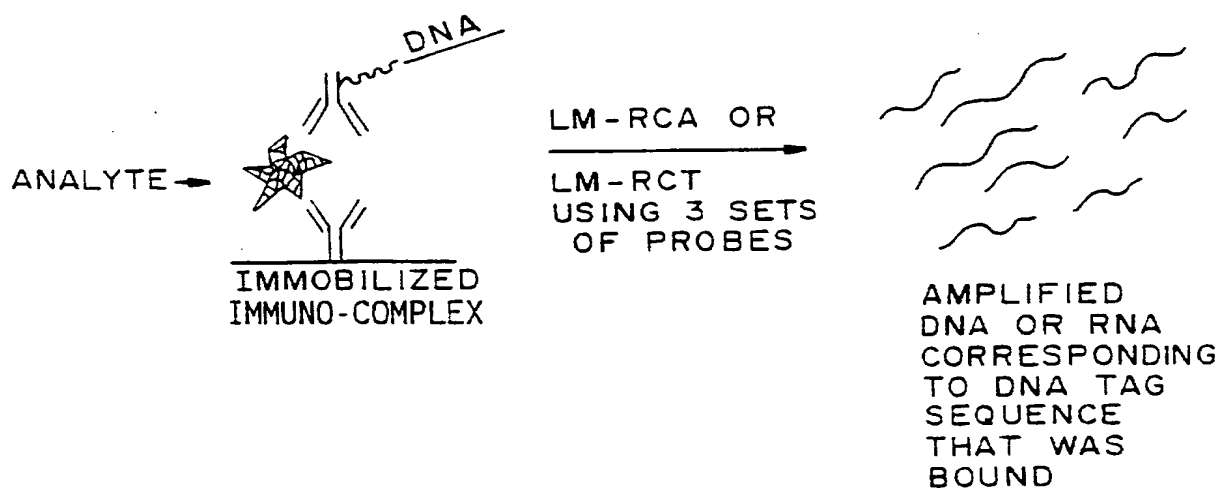 DNA
ANALYTE
IMMOBILIZED
IMMUNO-COMPLEX
LM-RCA OR
LM-RCT
USING 3 SETS
OF PROBES
AMPLIFIED
DNA OR RNA
CORRESPONDING
TO DNA TAG
SEQUENCE
THAT WAS
BOUND